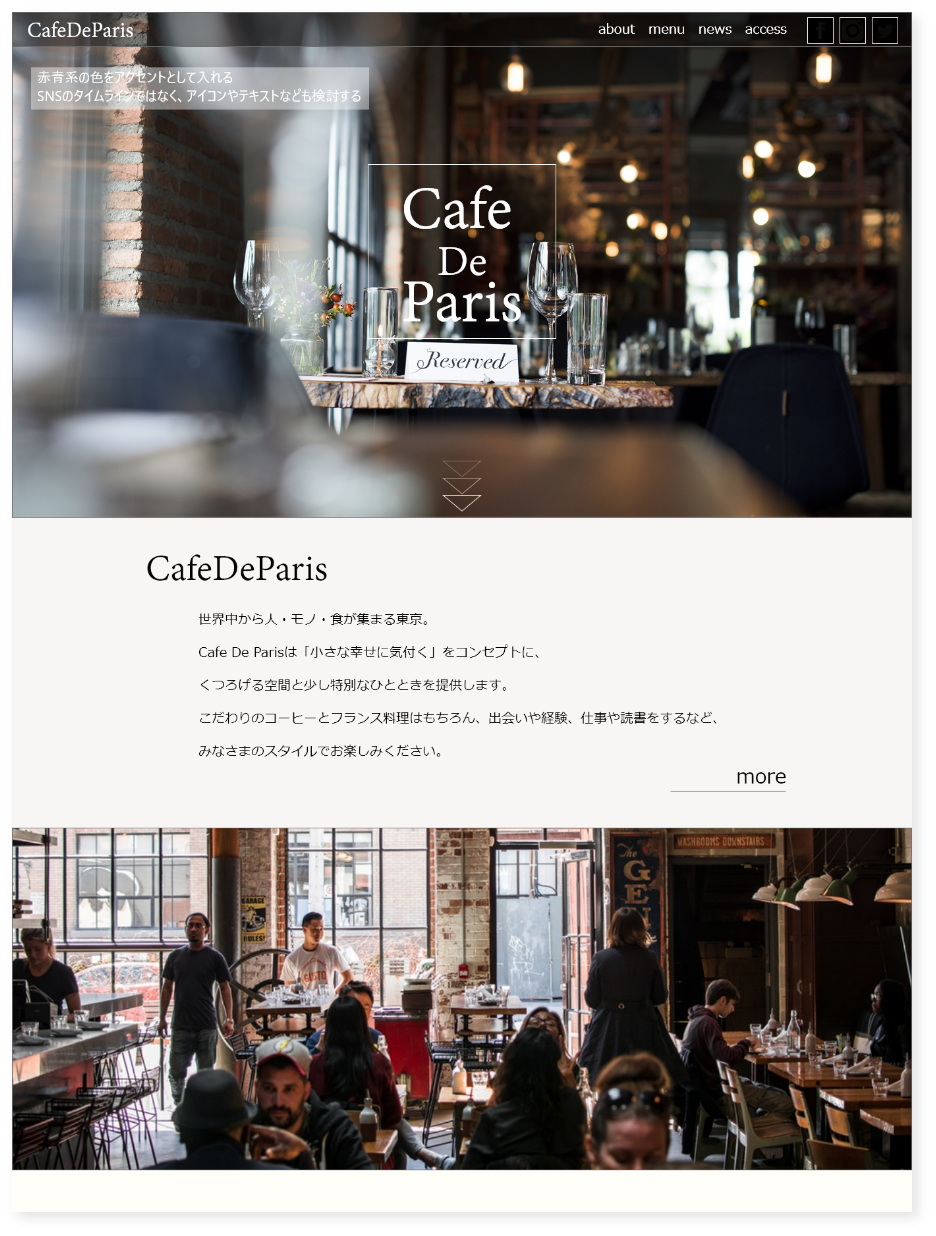 CafeDeParis
about menu news access
赤青系の色をアクセントとして入れる
SNSのタイムラインではなく、アイコンやテキストなども検討する
Cafe
De
Paris
Reserved
CafeDeParis
世界中から人・モノ・食が集まる東京。
Cafe De Parisは「小さな幸せに気付く」をコンセプトに、
くつろげる空間と少し特別なひとときを提供します。
こだわりのコーヒーとフランス料理はもちろん、出会いや経験、仕事や読書をするなど、
みなさまのスタイルでお楽しみください。
more
WASHROOMS DOWNSTAIRS
The
GEN
GARAGE
RULES!